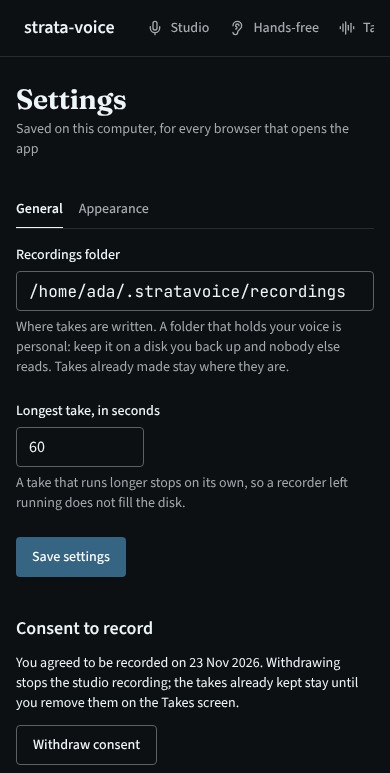 strata-voice Studio Hands-free Ta
Settings
Saved on this computer, for every browser that opens the
app
General Appearance
Recordings folder
/home/ada/.stratavoice/recordings
Where takes are written. A folder that holds your voice is
personal: keep it on a disk you back up and nobody else
reads. Takes already made stay where they are.
Longest take, in seconds
60
A take that runs longer stops on its own, so a recorder left
running does not fill the disk.
Save settings
Consent to record
You agreed to be recorded on 23 Nov 2026. Withdrawing
stops the studio recording; the takes already kept stay until
you remove them on the Takes screen.
Withdraw consent